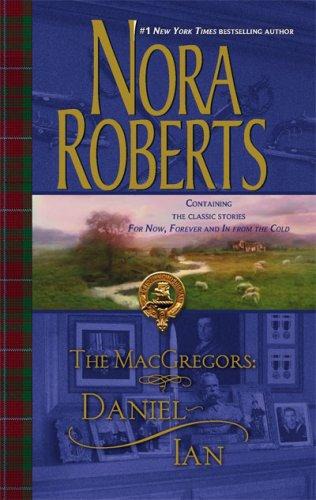 #1 New York Times BESTSELLING AUTHOR
NORA
ROBERTS
CONTAINING
THE CLASSIC STORIES
FOR NOW, FOREVER AND IN FROM THE COLD
THE MACGREGORS:
DANIEL
IAN